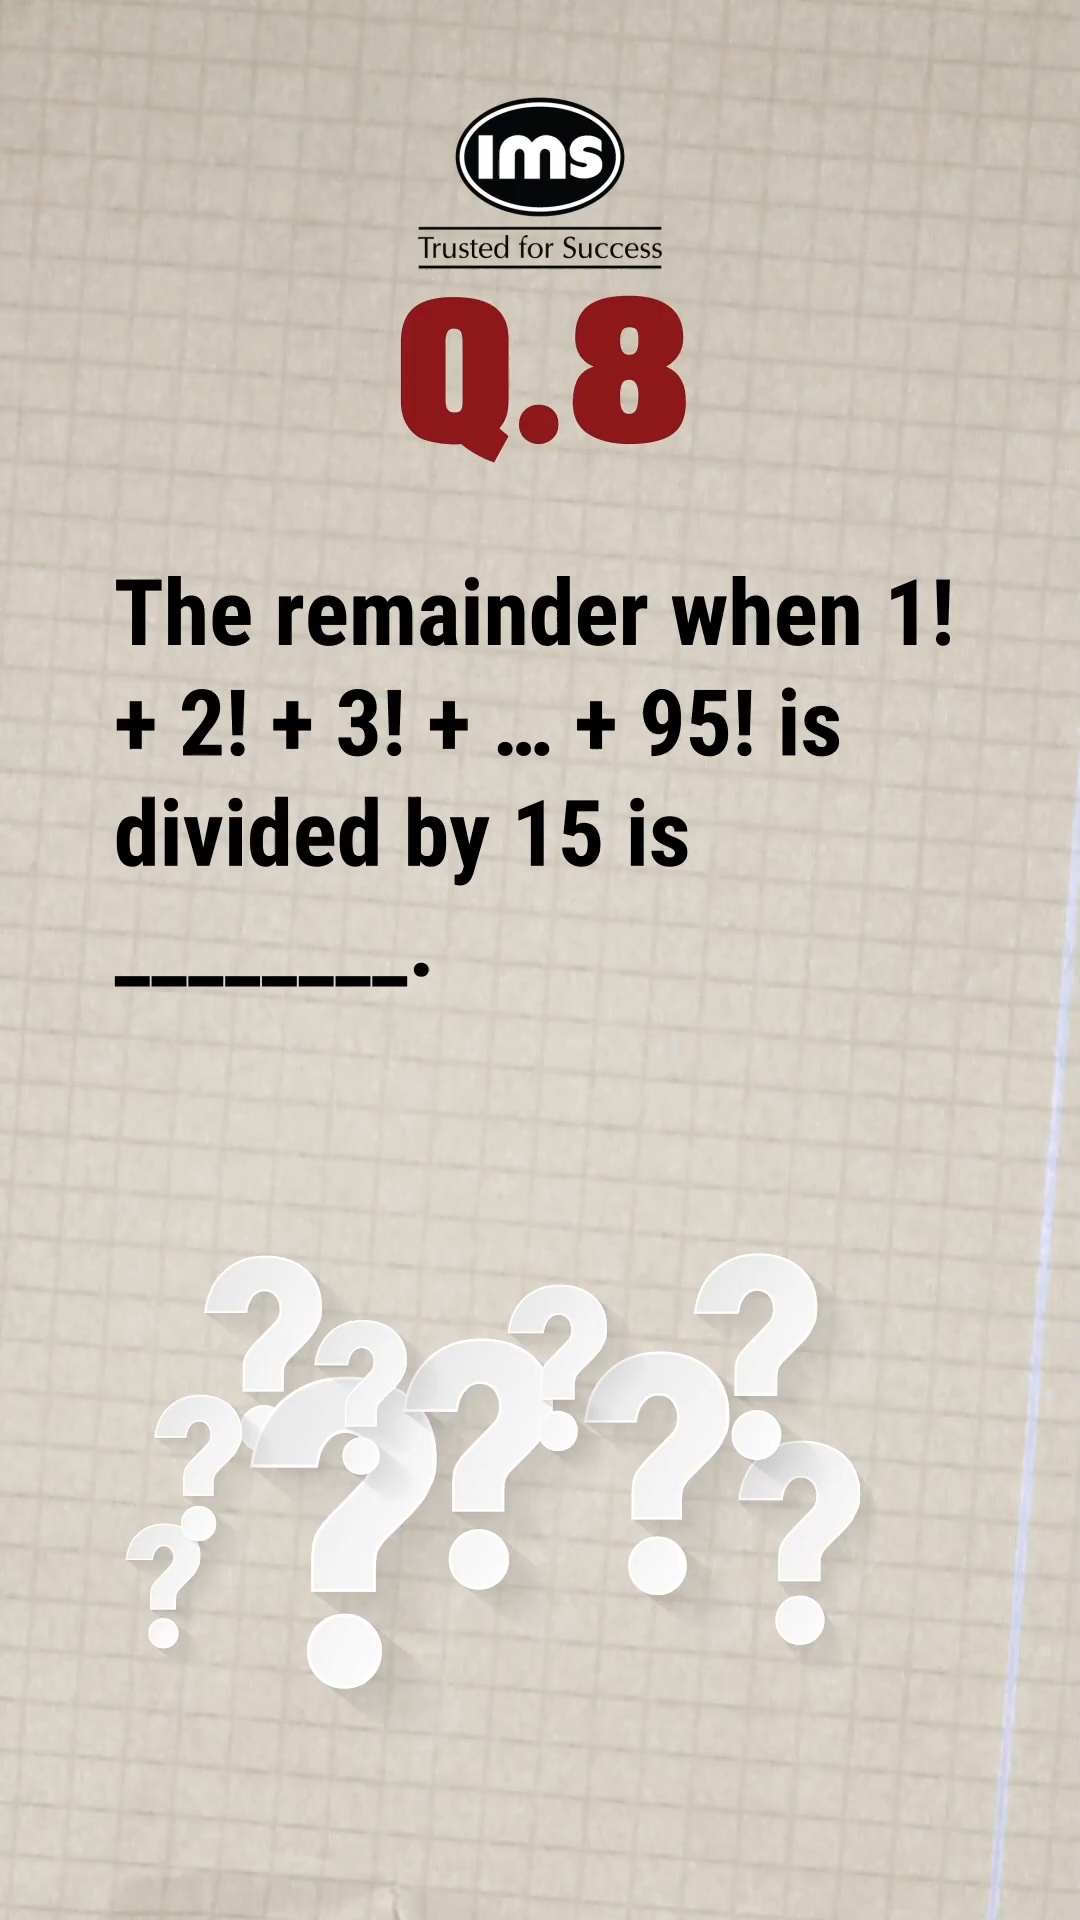 ims
Trusted for Success
Q.8
The remainder when 1!
+ 2! + 3! + ... + 95! is
divided by 15 is
________.